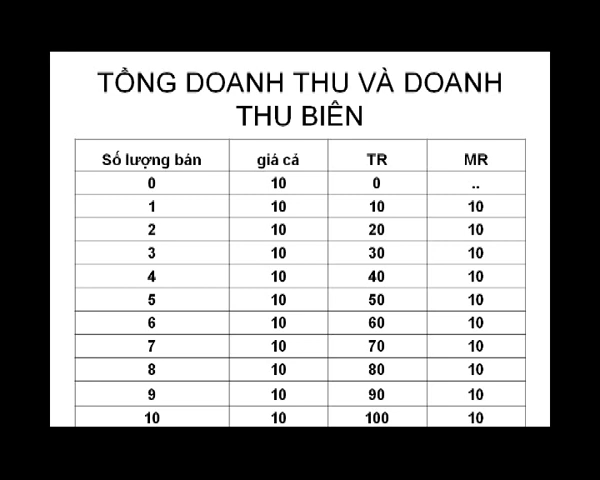 TỔNG DOANH THU VÀ DOANH
THU BIÊN
Số lượng bán giá cả TR MR
0 10 0 ..
1 10 10 10
2 10 20 10
3 10 30 10
4 10 40 10
5 10 50 10
6 10 60 10
7 10 70 10
8 10 80 10
9 10 90 10
10 10 100 10